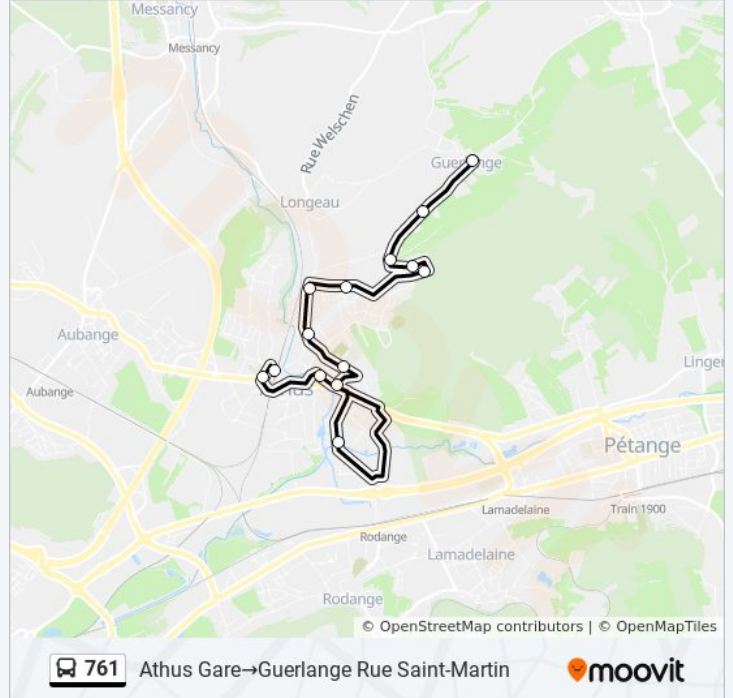 Messancy
Messancy
Rue Welschen
Guerlange
Longeau
Aubange
Linger
Aubange
Pétange
Lamadelaine
Train 1900
Rodange
Lamadelaine
Rodange
© OpenStreetMap contributors | © OpenMapTiles
761 Athus Gare→Guerlange Rue Saint-Martin
moovit